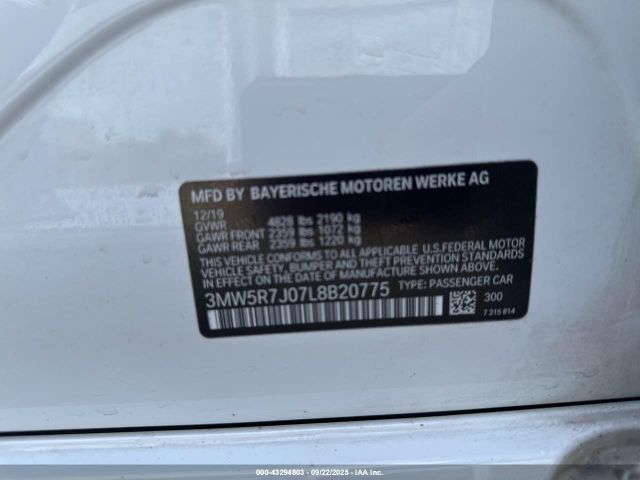 MFD BY BAYERISCHE MOTOREN WERKE AG
12/19
GVWR 4828 lbs 2190 kg
GAWR FRONT 2359 lbs 1072 kg
GAWR REAR 2359 lbs 1220 kg
THIS VEHICLE CONFORMS TO ALL APPLICABLE U.S. FEDERAL MOTOR
VEHICLE SAFETY, BUMPER, AND THEFT PREVENTION STANDARDS IN
EFFECT ON THE DATE OF MANUFACTURE SHOWN ABOVE.
3MW5R7J07L8B20775 TYPE: PASSENGER CAR
300
7 315 814
000-43294803 | 09/22/2025 | IAA Inc.